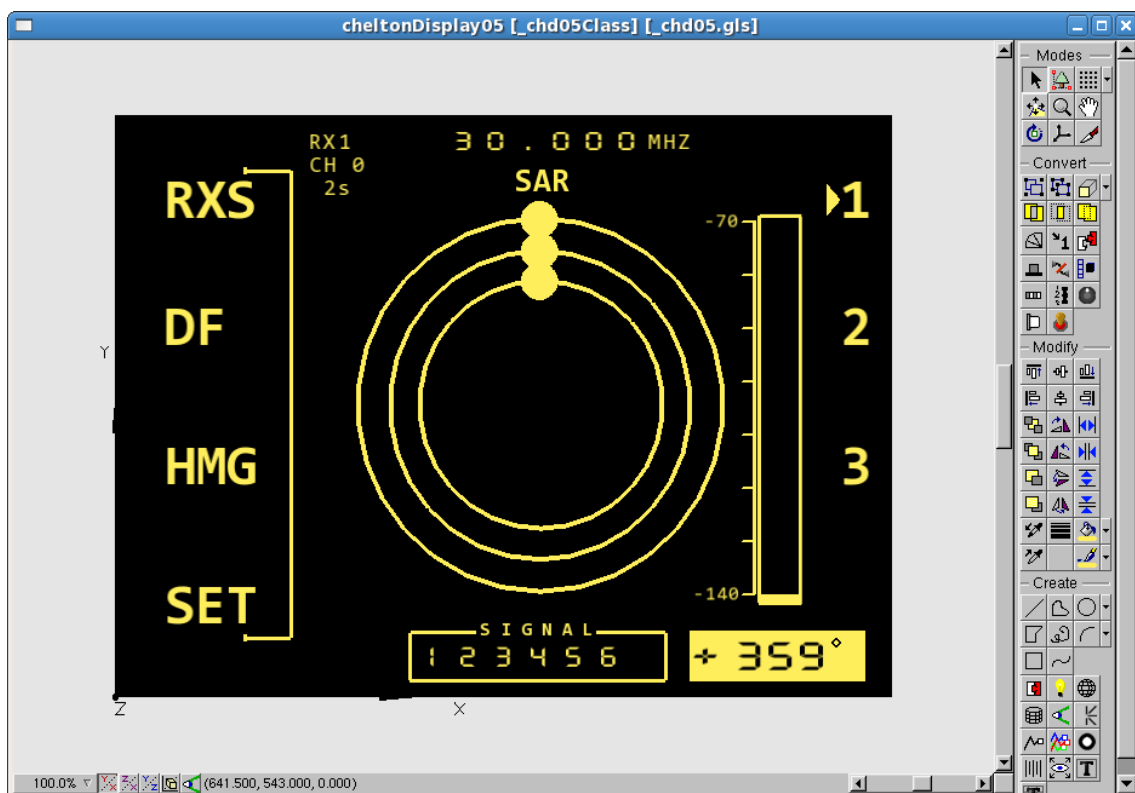 cheltonDisplay05 [_chd05Class] [_chd05.gls]
Modes
Convert
1
Modify
Create
T
T
RX1
CH 0
2s
30.000 MHZ
SAR
RXS
DF
HMG
SET
-70
-140
1
2
3
SIGNAL
1 2 3 4 5 6
+ 359°
Y
Z
X
100.0%
Y X
Z X
Y Z
(641.500, 543.000, 0.000)